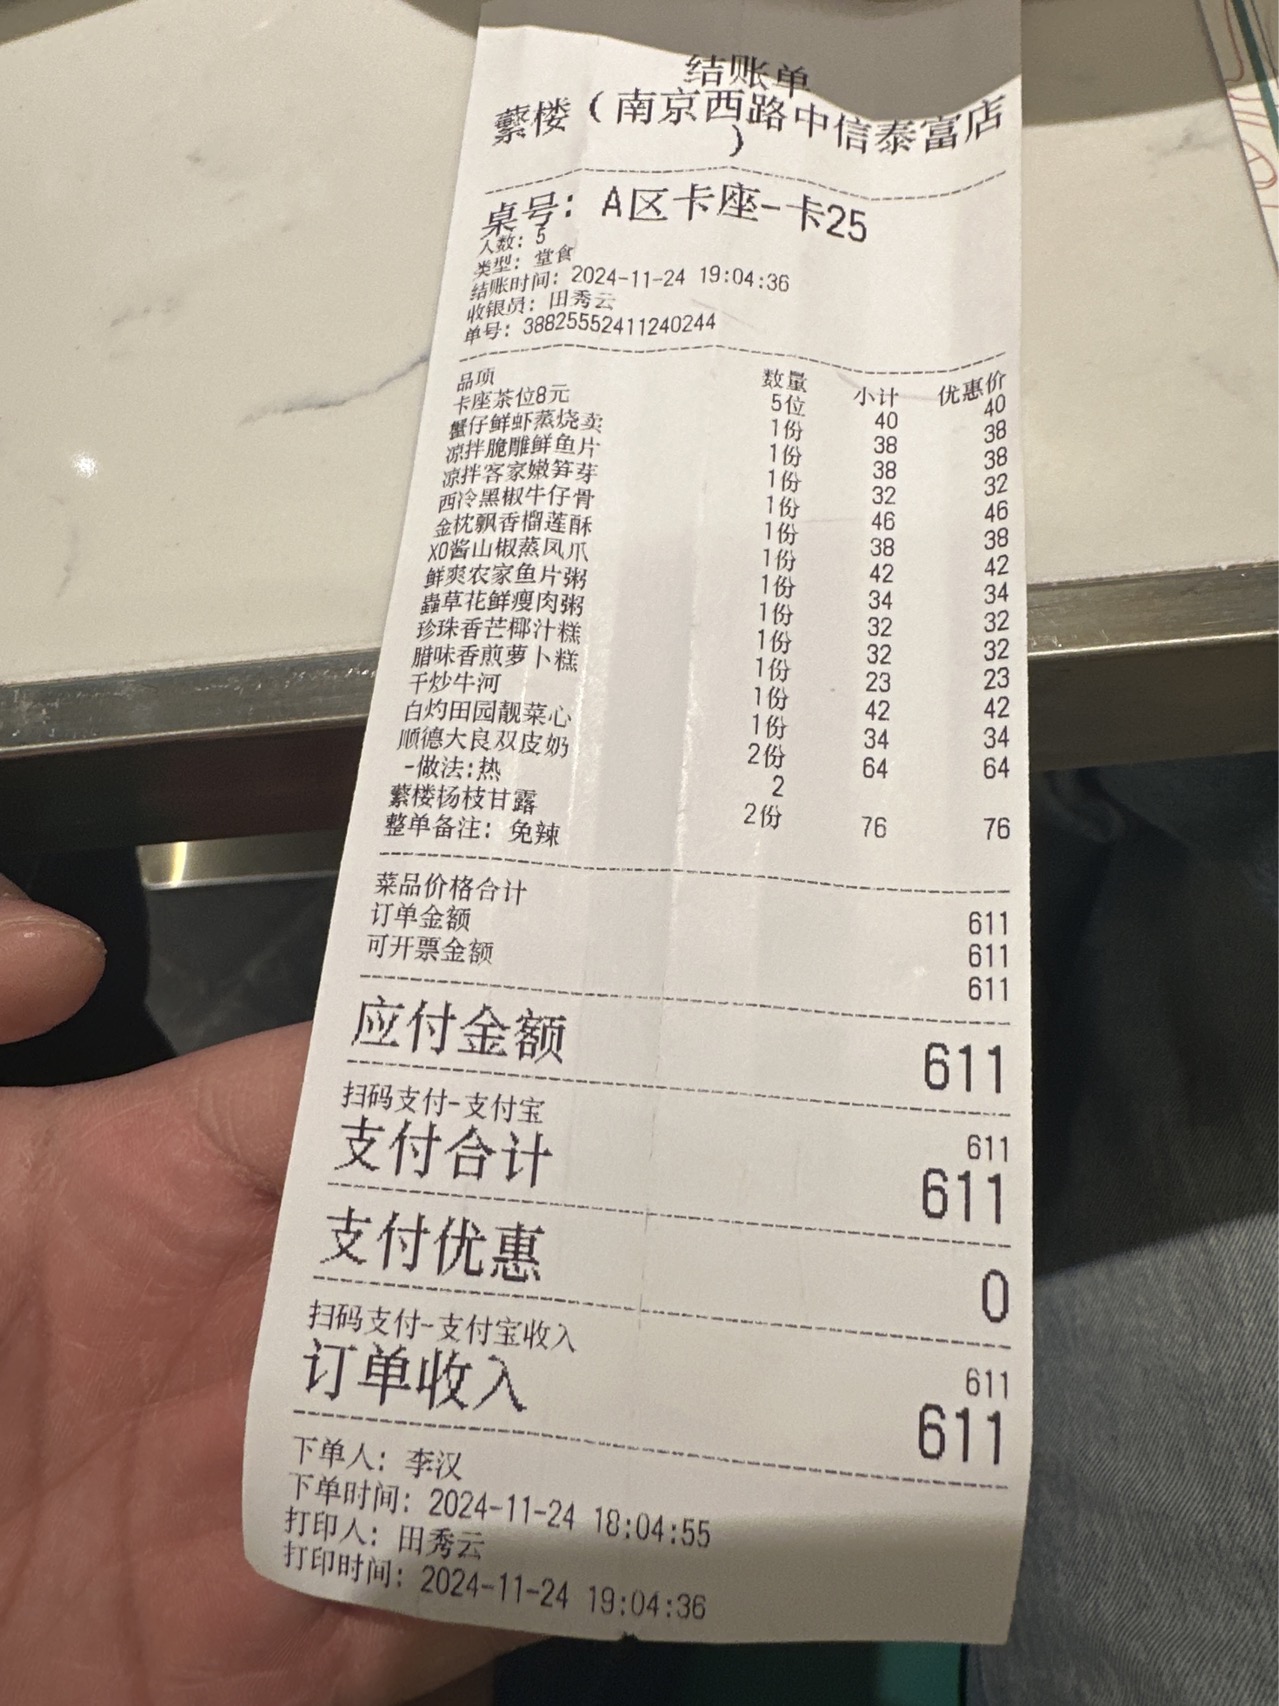 结账单
蘩楼（南京西路中信泰富店
）
桌号：A区卡座-卡25
人数：5
类型：堂食
结账时间：2024-11-24 19:04:36
收银员：田秀云
单号：38825552411240244
品项 数量 小计 优惠价
卡座茶位8元 5位 40 40
蟹仔鲜虾蒸烧卖 1份 38 38
凉拌脆雕鲜鱼片 1份 38 38
凉拌客家嫩笋芽 1份 32 32
西冷黑椒牛仔骨 1份 46 46
金枕飘香榴莲酥 1份 38 38
XO酱山椒蒸凤爪 1份 42 42
鲜爽农家鱼片粥 1份 34 34
蟲草花鲜瘦肉粥 1份 32 32
珍珠香芒椰汁糕 1份 32 32
腊味香煎萝卜糕 1份 23 23
干炒牛河 1份 42 42
白灼田园靓菜心 1份 34 34
顺德大良双皮奶 2份 64 64
-做法:热 2
蘩楼杨枝甘露 2份 76 76
整单备注：免辣
菜品价格合计 611
订单金额 611
可开票金额 611
应付金额 611
扫码支付-支付宝 611
支付合计 611
支付优惠 0
扫码支付-支付宝收入 611
订单收入 611
下单人：李汉
下单时间：2024-11-24 18:04:55
打印人：田秀云
打印时间：2024-11-24 19:04:36